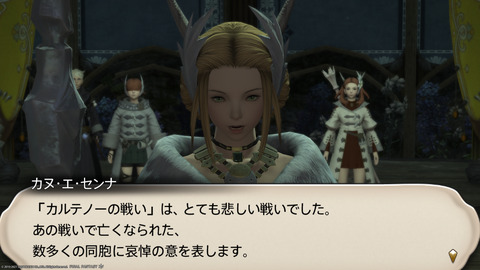 カヌ・エ・センナ
「カルテノーの戦い」は、とても悲しい戦いでした。
あの戦いで亡くなられた、
数多くの同胞に哀悼の意を表します。